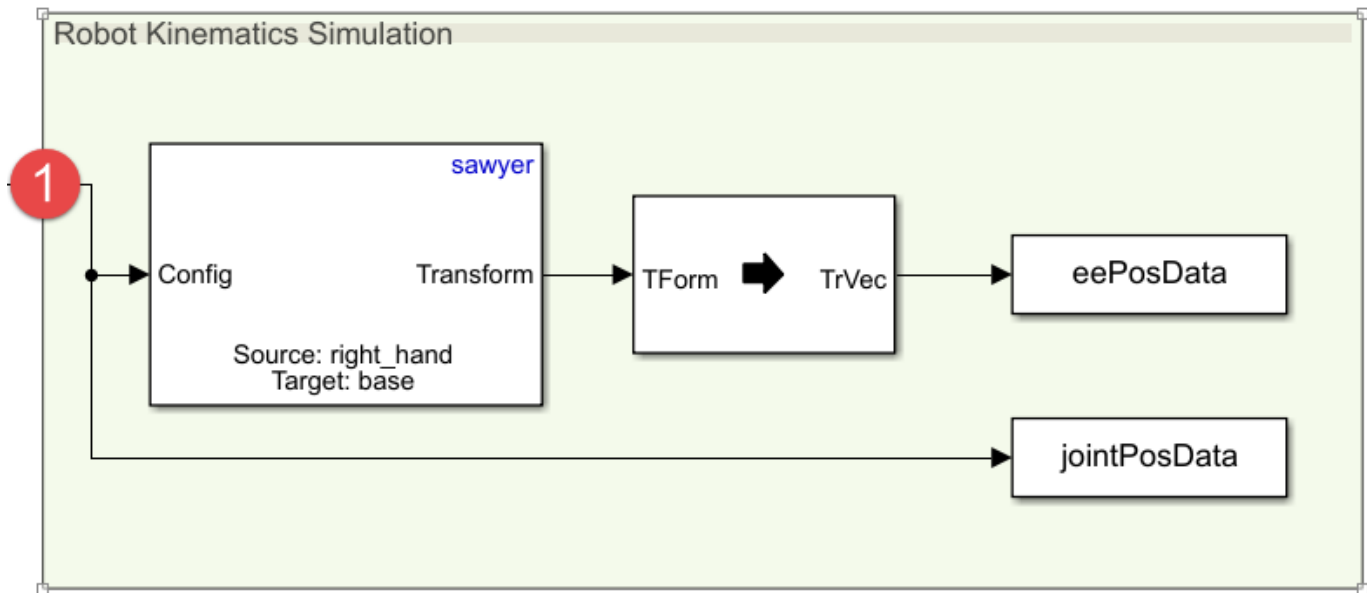 Robot Kinematics Simulation
1
sawyer
Config
Transform
Source: right_hand
Target: base
TForm
TrVec
eePosData
jointPosData